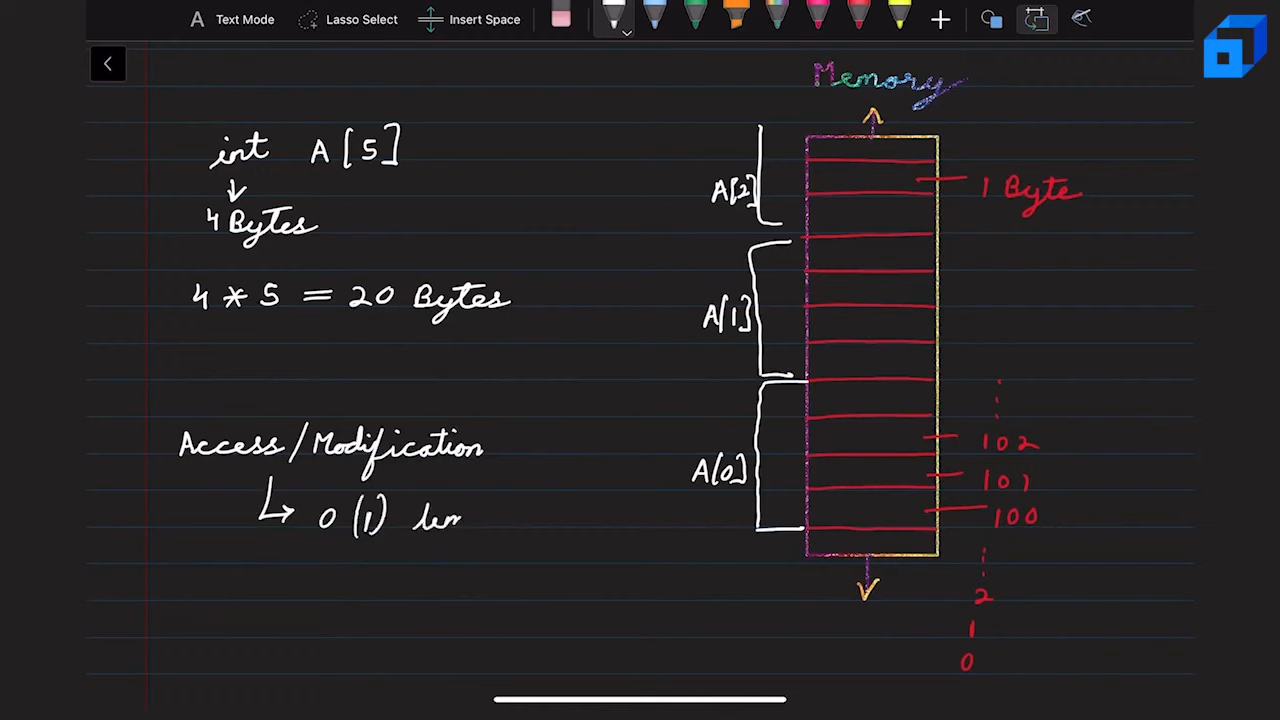 Text Mode Lasso Select Insert Space
Memory
int A[5]
4 Bytes
4 * 5 = 20 Bytes
Access/Modification
O(1)
A[2]
1 Byte
A[1]
A[0]
102
101
100
2
1
0